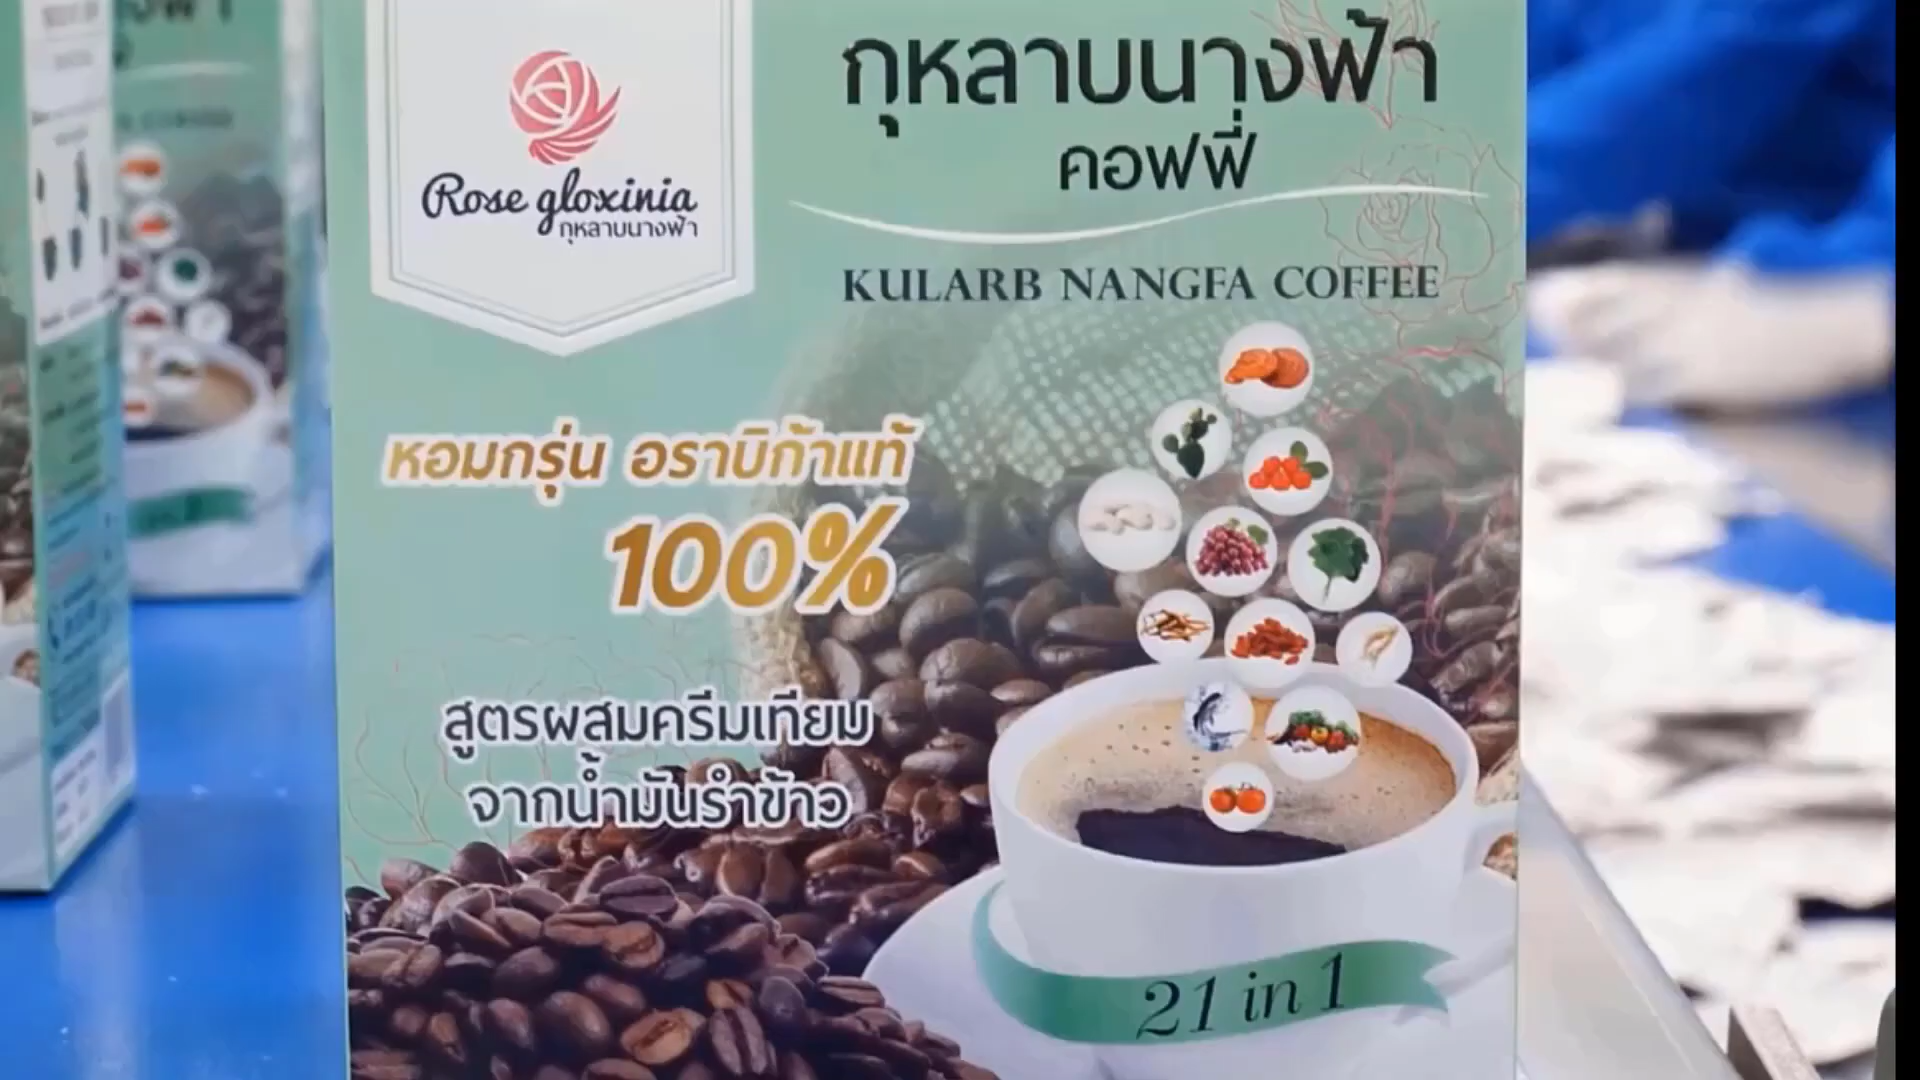 Rose gloxinia
กุหลาบนางฟ้า
กุหลาบนางฟ้า
คอฟฟี่
KULARB NANGFA COFFEE
หอมกรุ่น อราบิก้าแท้
100%
สูตรผสมครีมเทียม
จากน้ำมันรำข้าว
21 in 1